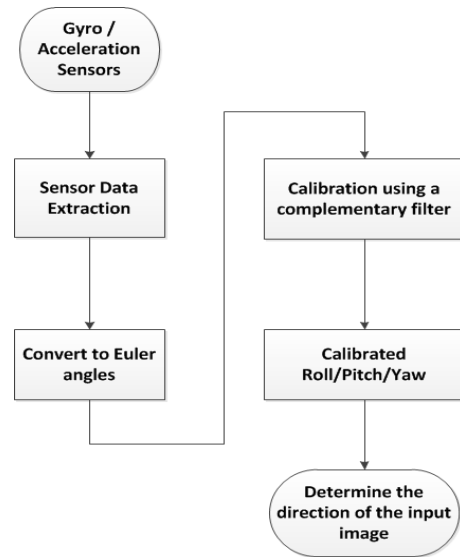 Gyro /
Acceleration
Sensors
Sensor Data
Extraction
Convert to Euler
angles
Calibration using a
complementary filter
Calibrated
Roll/Pitch/Yaw
Determine the
direction of the input
image